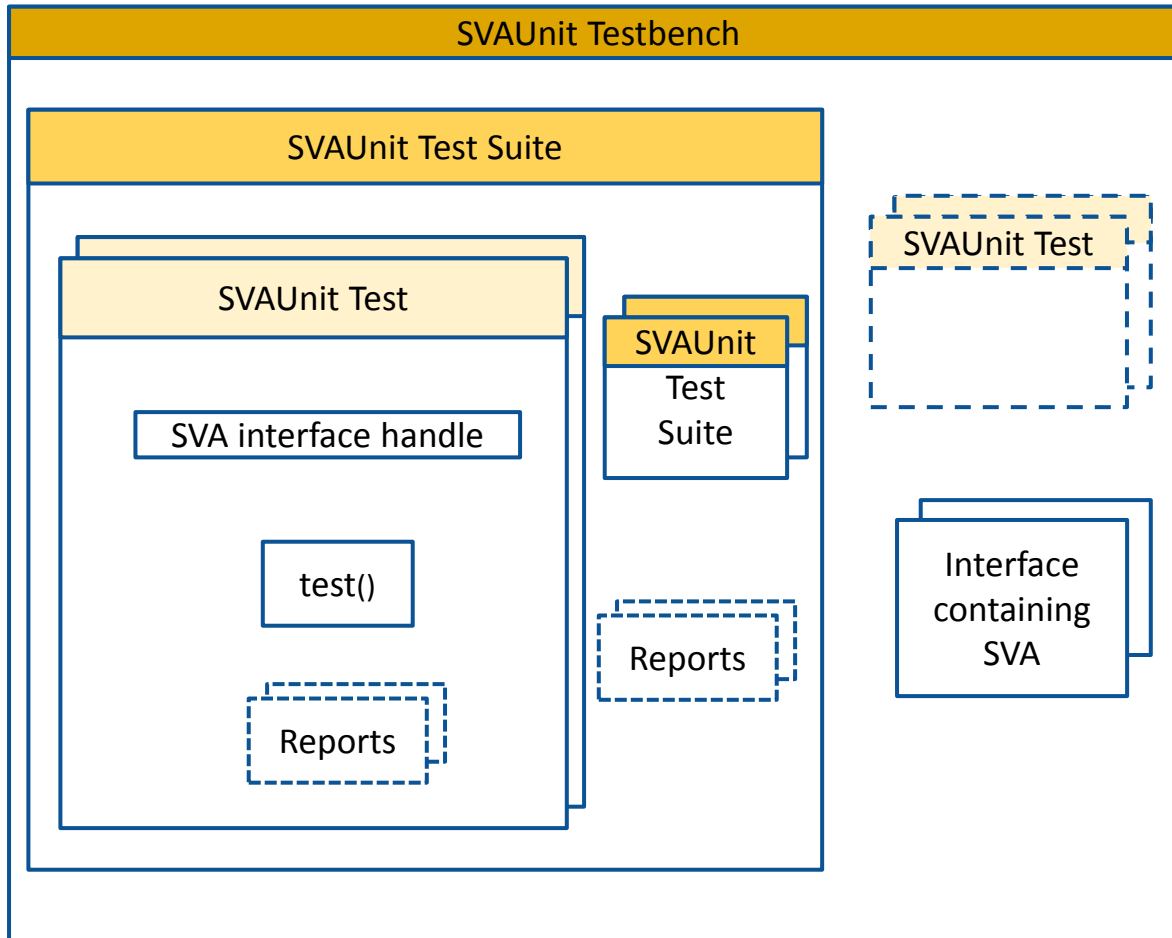 SVAUnit Testbench
SVAUnit Test Suite
SVAUnit Test
SVA interface handle
test()
Reports
SVAUnit
Test
Suite
Reports
SVAUnit Test
Interface
containing
SVA